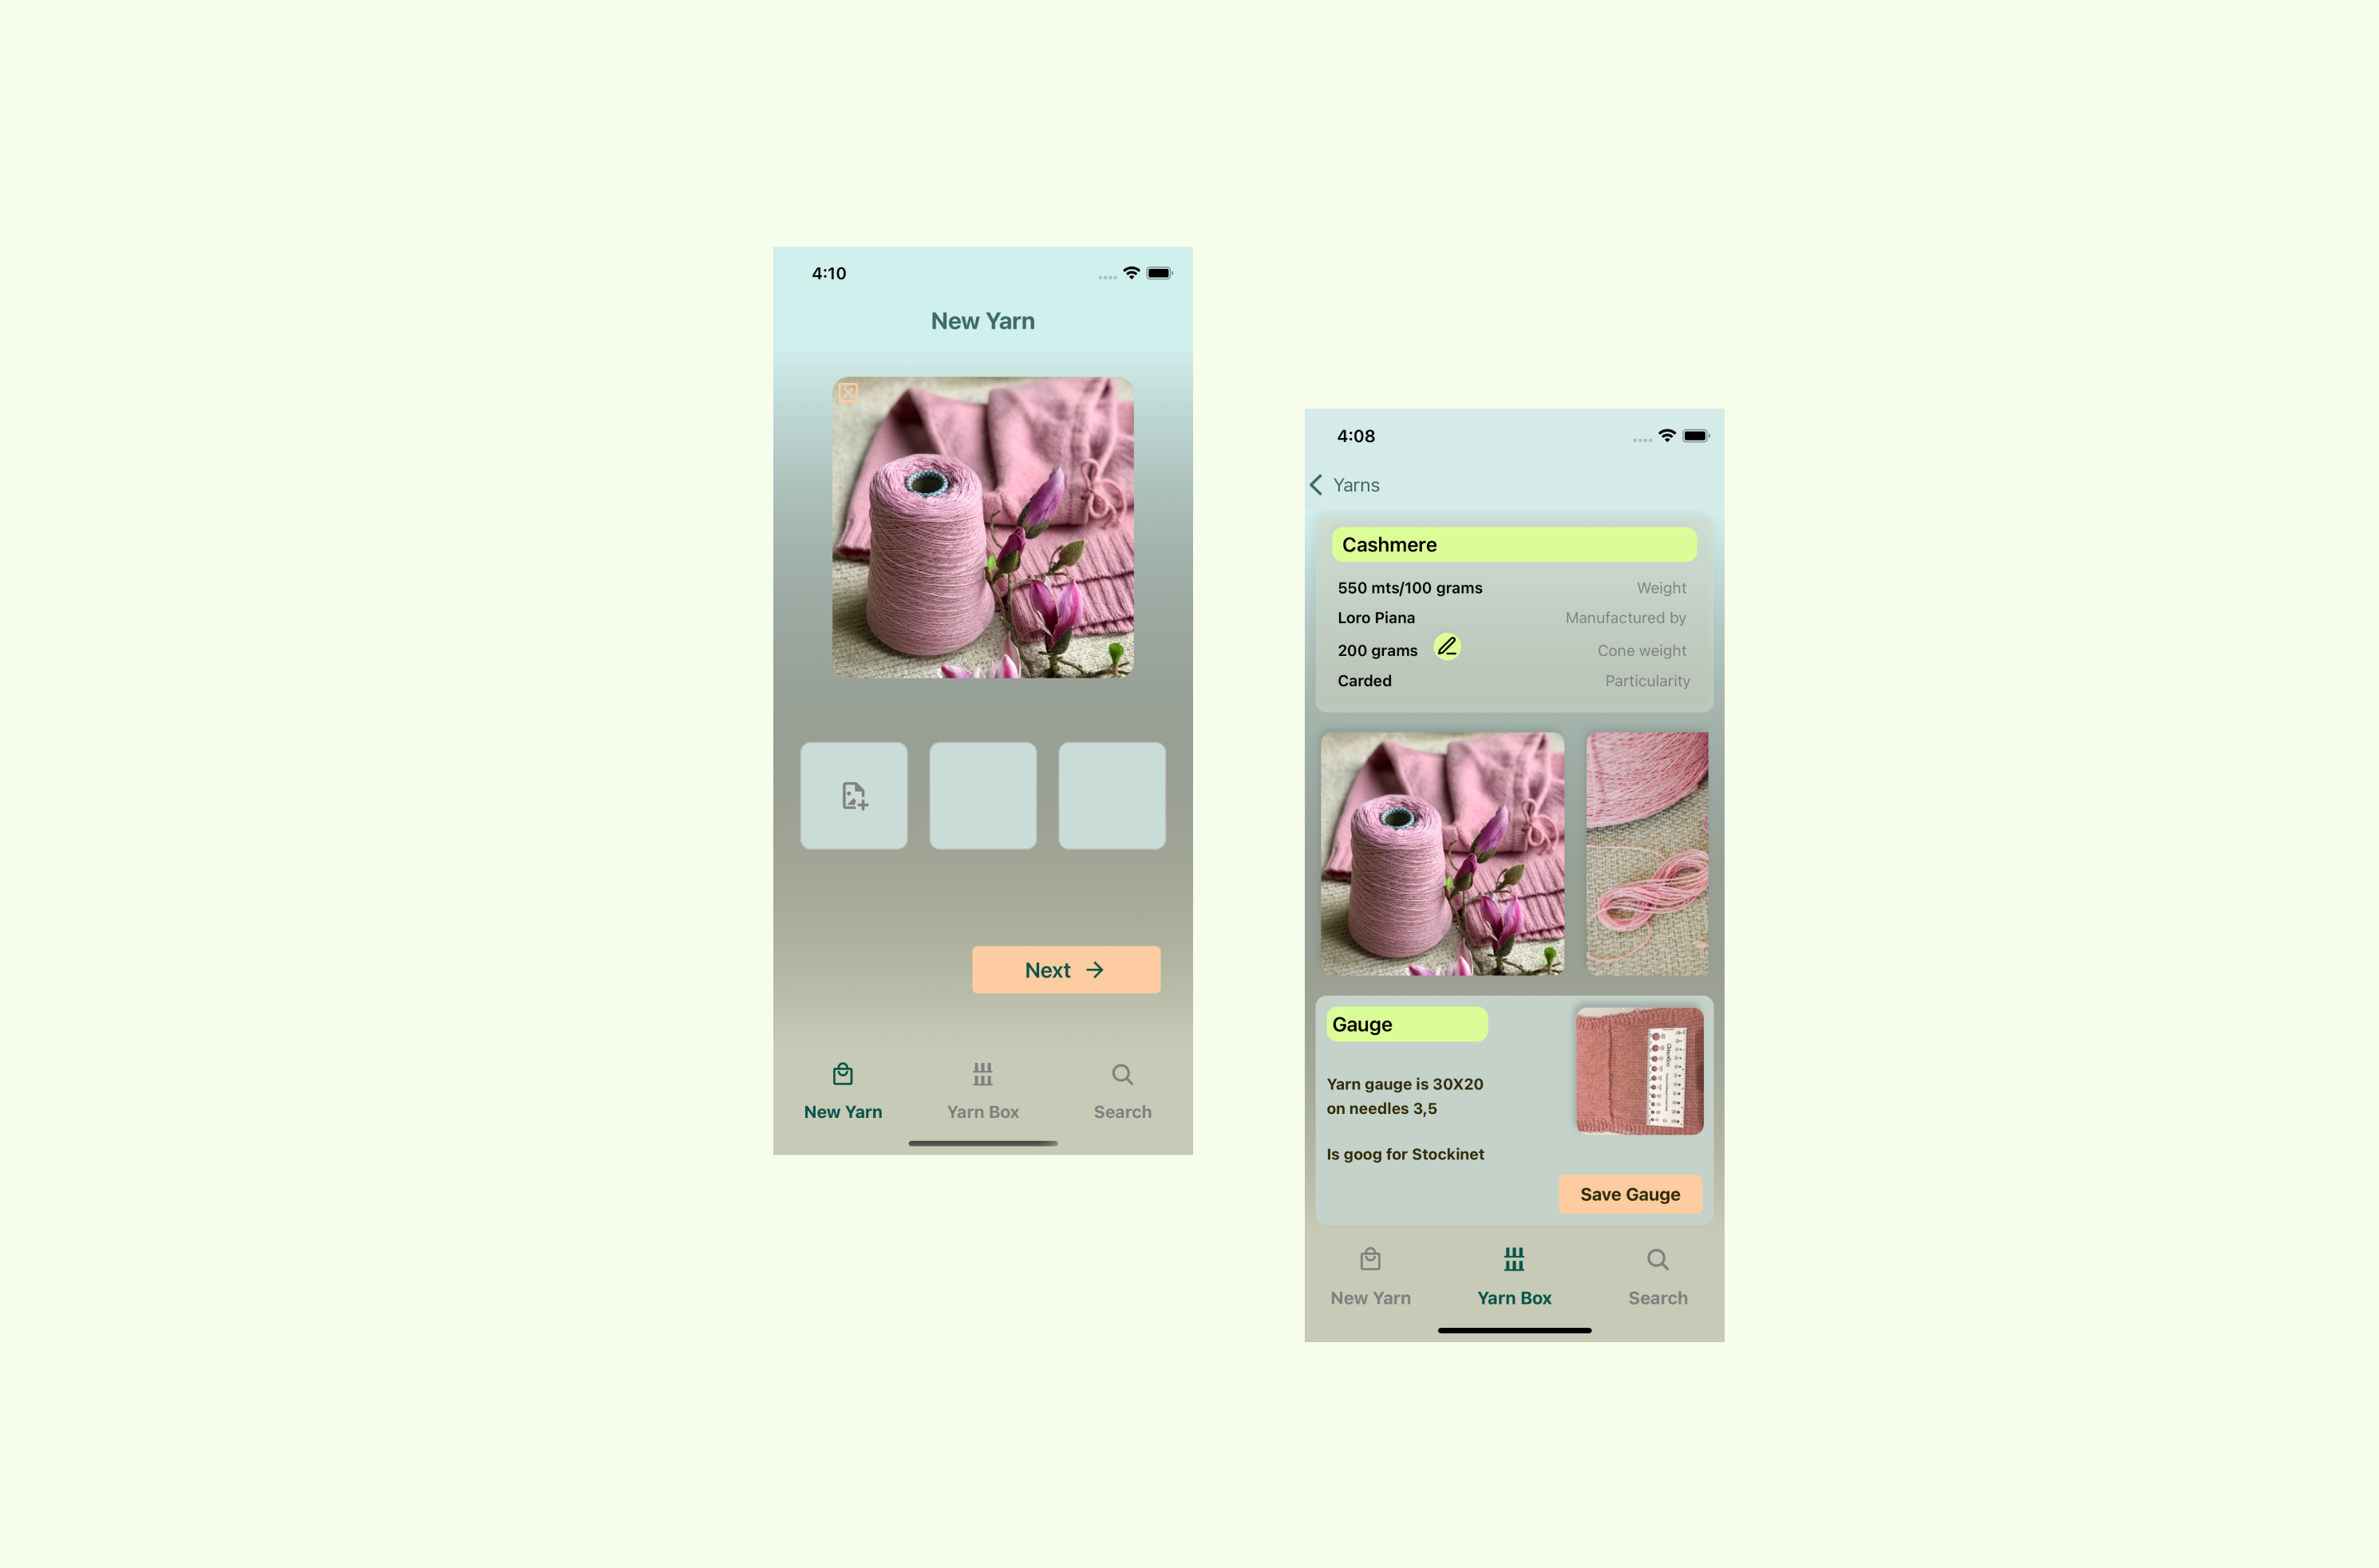 4:10
New Yarn
Next
New Yarn
Yarn Box
Search
4:08
Yarns
Cashmere
550 mts/100 grams
Weight
Loro Piana
Manufactured by
200 grams
Cone weight
Carded
Particularity
Gauge
Yarn gauge is 30X20
on needles 3,5
Is goog for Stockinet
Save Gauge
New Yarn
Yarn Box
Search